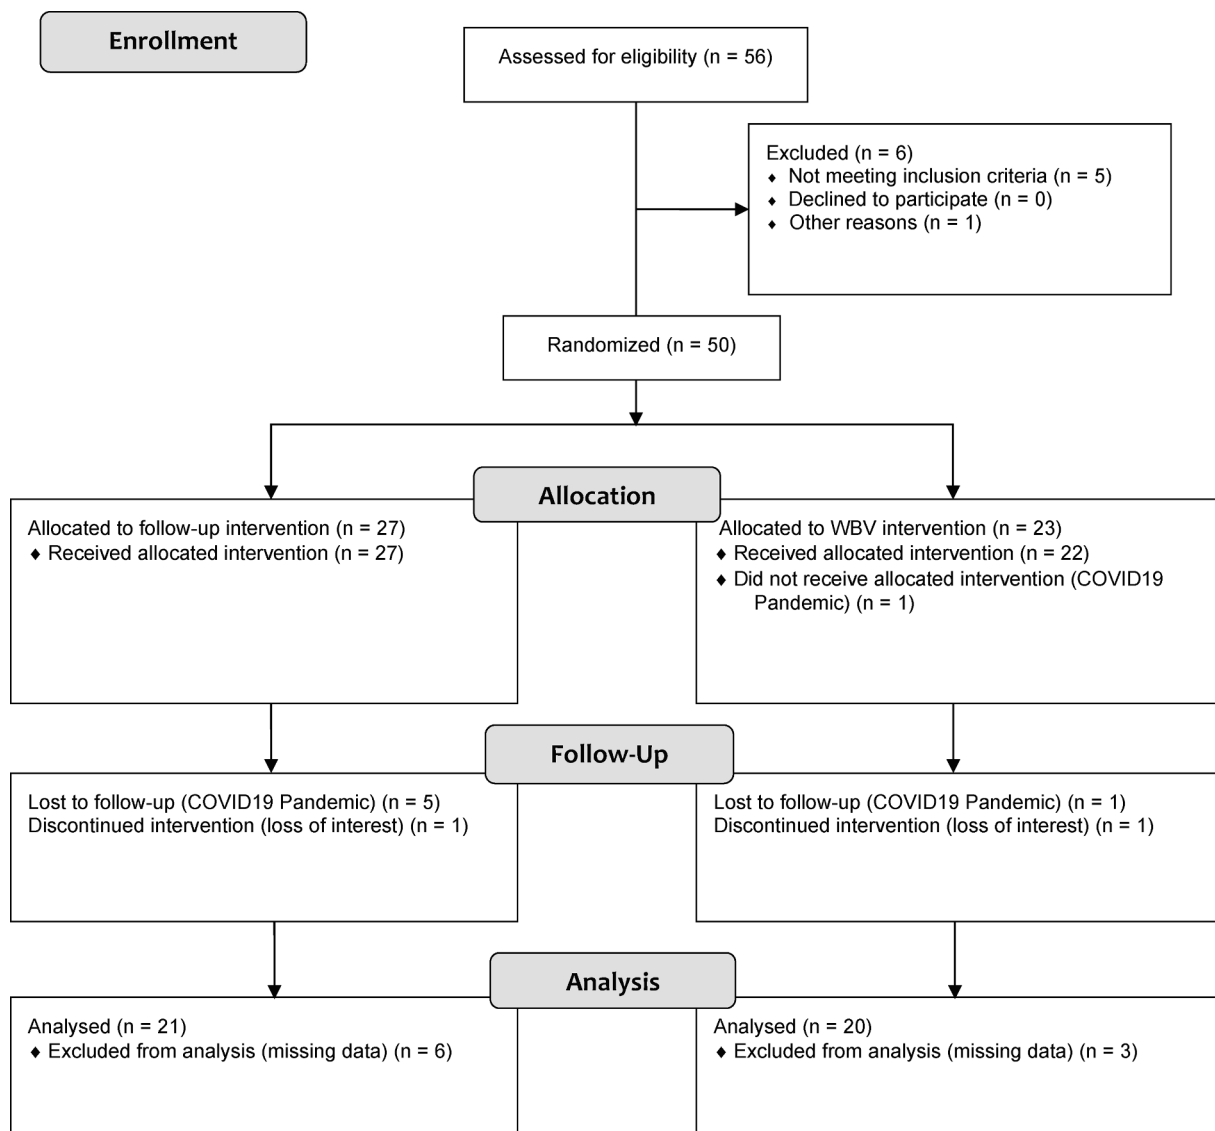 Enrollment
Assessed for eligibility (n = 56)
Excluded (n = 6)
♦ Not meeting inclusion criteria (n = 5)
♦ Declined to participate (n = 0)
♦ Other reasons (n = 1)
Randomized (n = 50)
Allocation
Allocated to follow-up intervention (n = 27)
♦ Received allocated intervention (n = 27)
Allocated to WBV intervention (n = 23)
♦ Received allocated intervention (n = 22)
♦ Did not receive allocated intervention (COVID19
Pandemic) (n = 1)
Follow-Up
Lost to follow-up (COVID19 Pandemic) (n = 5)
Discontinued intervention (loss of interest) (n = 1)
Lost to follow-up (COVID19 Pandemic) (n = 1)
Discontinued intervention (loss of interest) (n = 1)
Analysis
Analysed (n = 21)
♦ Excluded from analysis (missing data) (n = 6)
Analysed (n = 20)
♦ Excluded from analysis (missing data) (n = 3)